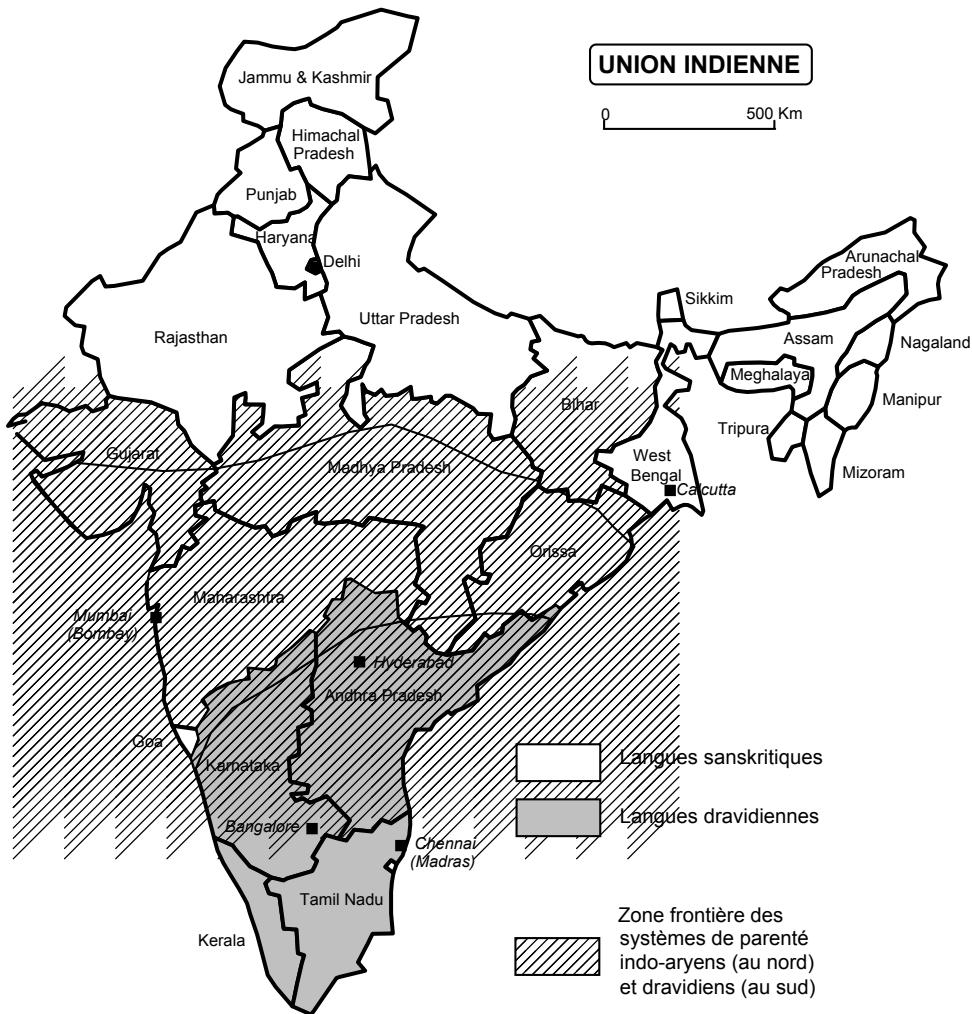 UNION INDIENNE
0 500 Km
Jammu & Kashmir
Himachal
Pradesh
Punjab
Haryana
Delhi
Rajasthan
Uttar Pradesh
Sikkim
Arunachal
Pradesh
Assam
Nagaland
Meghalaya
Manipur
Tripura
Mizoram
Bihar
West
Bengal
Calcutta
Gujarat
Madhya Pradesh
Orissa
Maharashtra
Mumbai
(Bombay)
Hyderabad
Andhra Pradesh
Goa
Karnataka
Bangalore
Chennai
(Madras)
Tamil Nadu
Kerala
Langues sanskritiques
Langues dravidiennes
Zone frontière des
systèmes de parenté
indo-aryens (au nord)
et dravidiens (au sud)